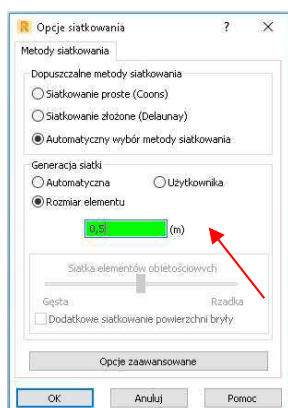 R Opcje siatkowania ? ×
Metody siatkowania
Dopuszczalne metody siatkowania
Siatkowanie proste (Coons)
Siatkowanie złożone (Delaunay)
Automatyczny wybór metody siatkowania
Generacja siatki
Automatyczna Użytkownika
Rozmiar elementu
0,5 (m)
Siatka elementów objetościowych
Gęsta Rzadka
Dodatkowe siatkowanie powierzchni bryły
Opcje zaawansowane
OK Anuluj Pomoc